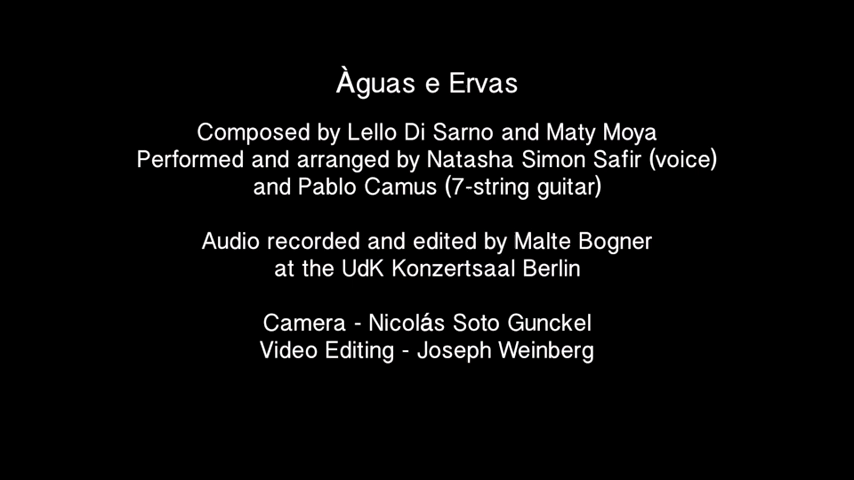 Àguas e Ervas
Composed by Lello Di Sarno and Maty Moya
Performed and arranged by Natasha Simon Safir (voice)
and Pablo Camus (7-string guitar)
Audio recorded and edited by Malte Bogner
at the UdK Konzertsaal Berlin
Camera - Nicolás Soto Gunckel
Video Editing - Joseph Weinberg